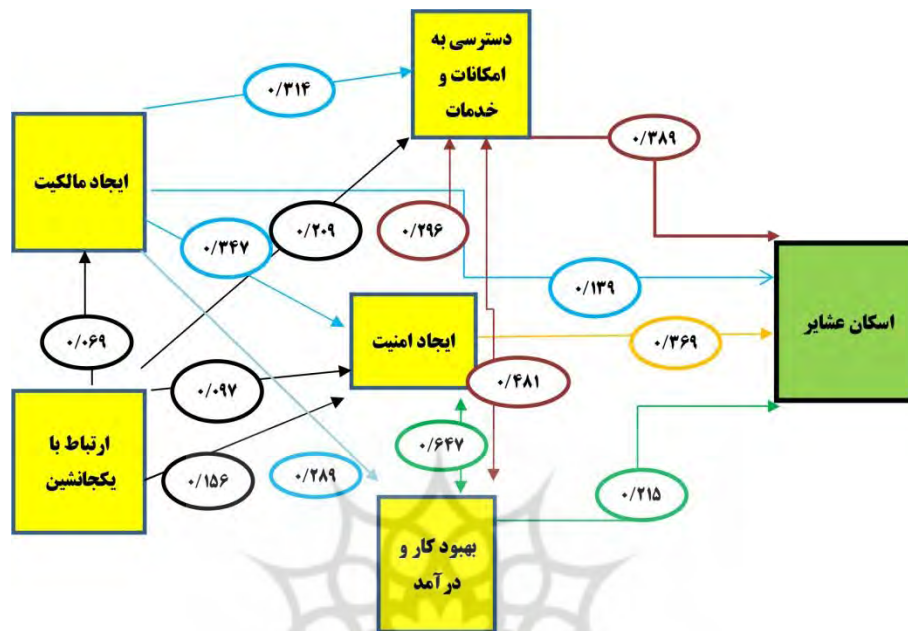 دسترسی به
امکانات و
خدمات
۰/۳۱۴
۰/۳۸۹
ایجاد مالکیت
۰/۲۰۹
۰/۲۹۶
۰/۳۴۷
۰/۱۳۹
اسکان عشایر
۰/۰۶۹
ایجاد امنیت
۰/۳۶۹
۰/۰۹۷
۰/۴۸۱
ارتباط با
یکجانشین
۰/۱۵۶
۰/۲۸۹
۰/۶۴۷
۰/۲۱۵
بهبود کار و
درآمد